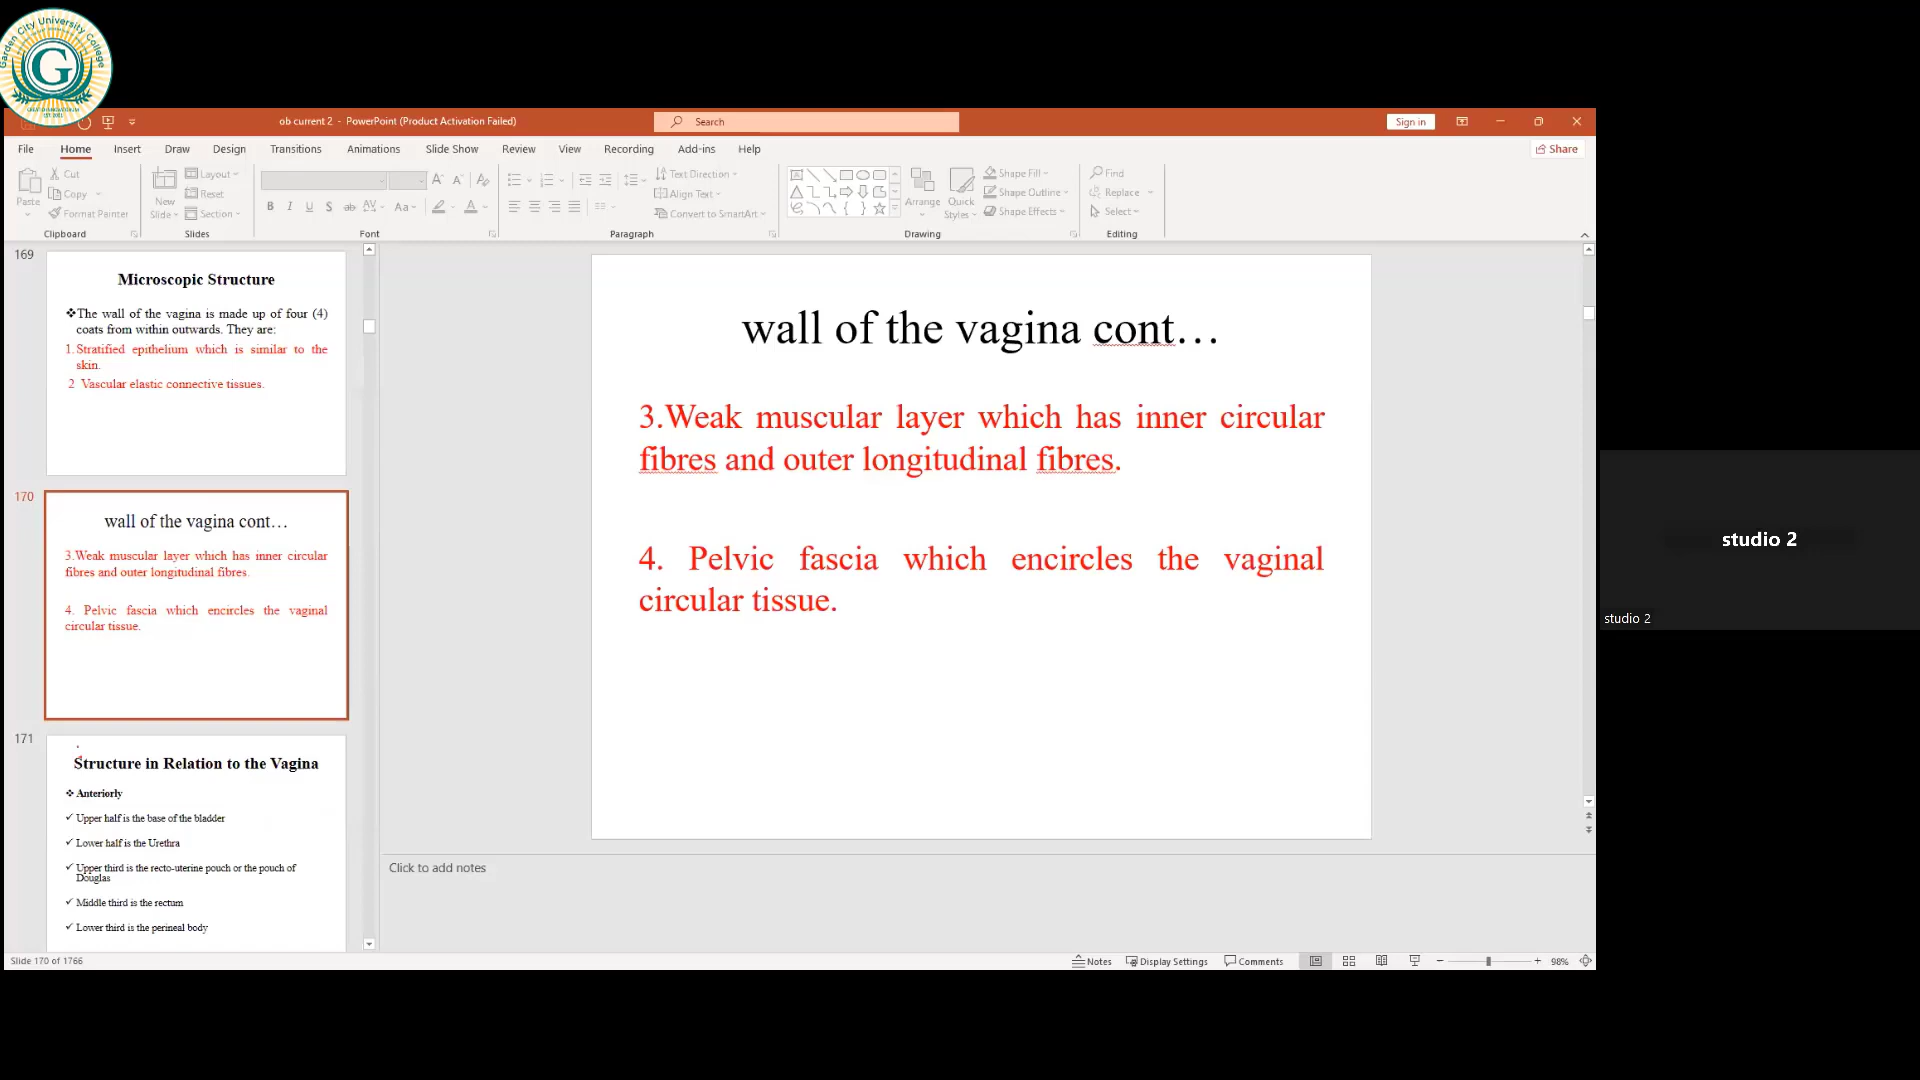 Garden City University College
G
ob current 2 - PowerPoint (Product Activation Failed)
Search
Sign in
File Home Insert Draw Design Transitions Animations Slide Show Review View Recording Add-ins Help
Share
Paste
Cut
Copy
Format Painter
Clipboard
New
Slide
Layout
Reset
Section
Slides
B I U S ab AV Aa A
Font
Text Direction
Align Text
Convert to SmartArt
Paragraph
Arrange
Quick
Styles
Shape Fill
Shape Outline
Shape Effects
Drawing
Find
Replace
Select
Editing
169
Microscopic Structure
❖The wall of the vagina is made up of four (4)
coats from within outwards. They are:
1. Stratified epithelium which is similar to the
skin.
2 Vascular elastic connective tissues.
170
wall of the vagina cont…
3.Weak muscular layer which has inner circular
fibres and outer longitudinal fibres.
4. Pelvic fascia which encircles the vaginal
circular tissue.
171
Structure in Relation to the Vagina
❖ Anteriorly
✓ Upper half is the base of the bladder
✓ Lower half is the Urethra
✓ Upper third is the recto-uterine pouch or the pouch of
Douglas
✓ Middle third is the rectum
✓ Lower third is the perineal body
wall of the vagina cont…
3.Weak muscular layer which has inner circular
fibres and outer longitudinal fibres.
4. Pelvic fascia which encircles the vaginal
circular tissue.
Click to add notes
Slide 170 of 1766
Notes
Display Settings
Comments
98%
studio 2
studio 2